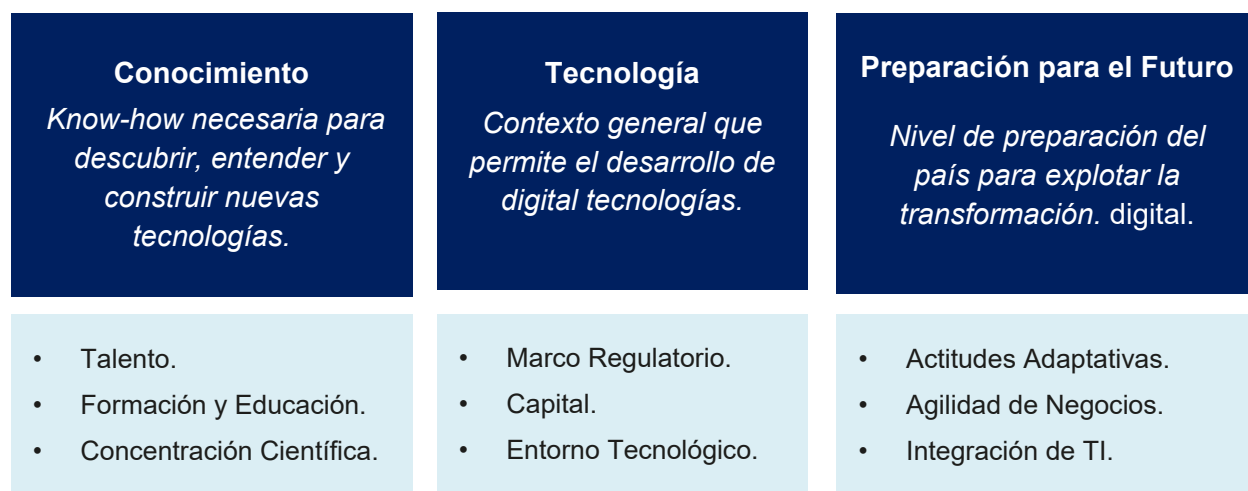 Conocimiento
Know-how necesaria para
descubrir, entender y
construir nuevas
tecnologías.
• Talento.
• Formación y Educación.
• Concentración Científica.
Tecnología
Contexto general que
permite el desarrollo de
digital tecnologías.
• Marco Regulatorio.
• Capital.
• Entorno Tecnológico.
Preparación para el Futuro
Nivel de preparación del
país para explotar la
transformación. digital.
• Actitudes Adaptativas.
• Agilidad de Negocios.
• Integración de TI.